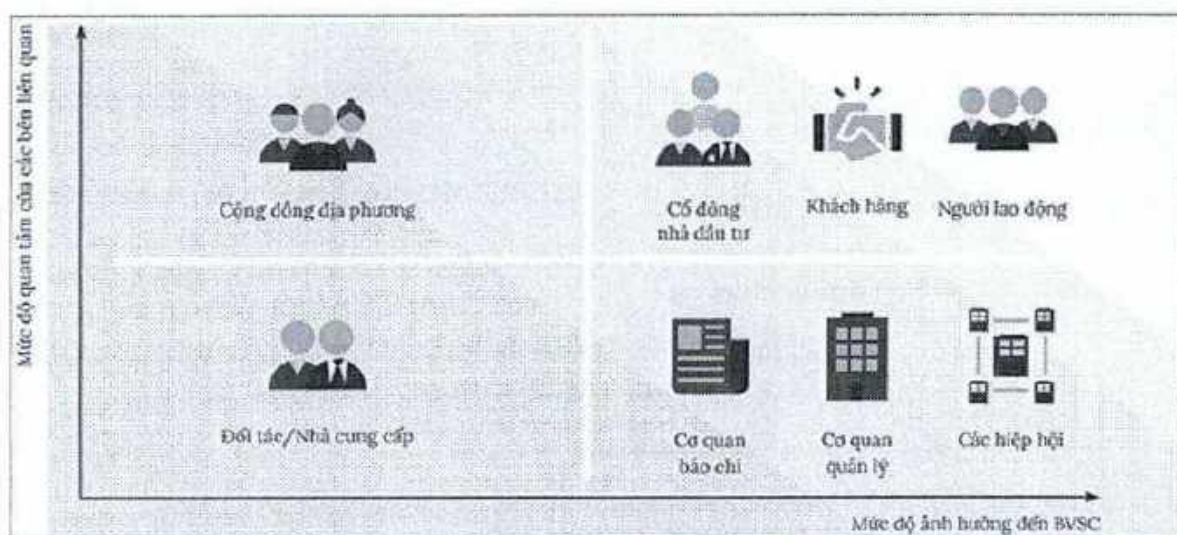 Mức độ quan tâm của các bên liên quan
Cộng đồng địa phương
Cổ đông
nhà đầu tư
Khách hàng
Người lao động
Đối tác/Nhà cung cấp
Cơ quan
báo chí
Cơ quan
quản lý
Các hiệp hội
Mức độ ảnh hưởng đến BVSC